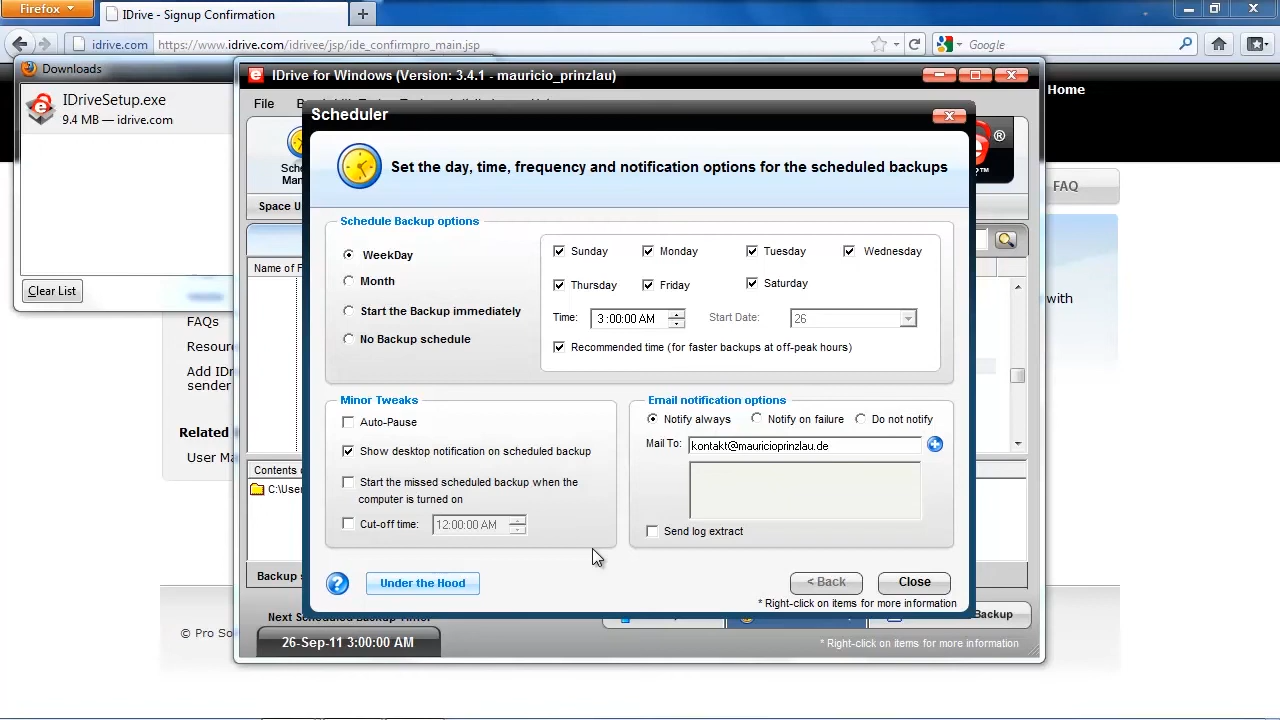 Firefox
IDrive - Signup Confirmation
idrive.com
https://www.idrive.com/idrivee/jsp/ide_confirmpro_main.jsp
Google
Downloads
IDriveSetup.exe
9.4 MB — idrive.com
Clear List
IDrive for Windows (Version: 3.4.1 - mauricio_prinzlau)
Home
File
FAQ
Scheduler
Set the day, time, frequency and notification options for the scheduled backups
Space U
Name of F
Schedule Backup options
WeekDay
Month
Start the Backup immediately
No Backup schedule
Sunday Monday Tuesday Wednesday
Thursday Friday Saturday
Time: 3 :00:00 AM Start Date: 26
Recommended time (for faster backups at off-peak hours)
with
FAQs
Resour
Add IDr
sender
Related
User Ma
Minor Tweaks
Auto-Pause
Show desktop notification on scheduled backup
Start the missed scheduled backup when the
computer is turned on
Cut-off time: 12:00:00 AM
Email notification options
Notify always Notify on failure Do not notify
Mail To: kontakt@mauricioprinzlau.de
Send log extract
Contents o
C:\User
Backup s
Under the Hood
< Back
Close
* Right-click on items for more information
Backup
26-Sep-11 3:00:00 AM
* Right-click on items for more information
© Pro So